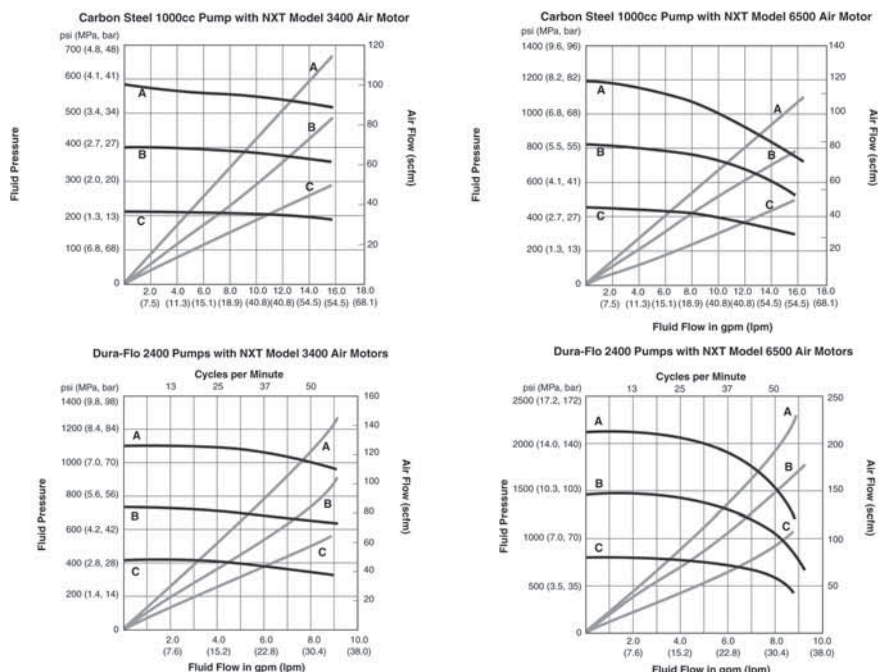 Carbon Steel 1000cc Pump with NXT Model 3400 Air Motor
psi (MPa, bar)
700 (4.8, 48)
600 (4.1, 41)
500 (3.4, 34)
400 (2.7, 27)
300 (2.0, 20)
200 (1.3, 13)
100 (6.8, 68)
0
Fluid Pressure
A
B
C
A
B
C
120
100
80
60
40
20
Air Flow (scfm)
2.0 4.0 6.0 8.0 10.0 12.0 14.0 16.0 18.0
(7.5) (11.3) (15.1) (18.9) (40.8) (40.8) (54.5) (54.5) (68.1)
Carbon Steel 1000cc Pump with NXT Model 6500 Air Motor
psi (MPa, bar)
1400 (9.6, 96)
1200 (8.2, 82)
1000 (6.8, 68)
800 (5.5, 55)
600 (4.1, 41)
400 (2.7, 27)
200 (1.3, 13)
0
Fluid Pressure
A
B
C
A
B
C
140
120
100
80
60
40
20
Air Flow (scfm)
2.0 4.0 6.0 8.0 10.0 12.0 14.0 16.0 18.0
(7.5) (11.3) (15.1) (18.9) (40.8) (40.8) (54.5) (54.5) (68.1)
Fluid Flow in gpm (lpm)
Dura-Flo 2400 Pumps with NXT Model 3400 Air Motors
Cycles per Minute
psi (MPa, bar) 13 25 37 50
1400 (9.8, 98)
1200 (8.4, 84)
1000 (7.0, 70)
800 (5.6, 56)
600 (4.2, 42)
400 (2.8, 28)
200 (1.4, 14)
0
Fluid Pressure
A
B
C
A
B
C
160
140
120
100
80
60
40
20
Air Flow (scfm)
2.0 4.0 6.0 8.0 10.0
(7.6) (15.2) (22.8) (30.4) (38.0)
Fluid Flow in gpm (lpm)
Dura-Flo 2400 Pumps with NXT Model 6500 Air Motors
Cycles per Minute
psi (MPa, bar) 13 25 37 50
2500 (17.2, 172)
2000 (14.0, 140)
1500 (10.3, 103)
1000 (7.0, 70)
500 (3.5, 35)
0
Fluid Pressure
A
B
C
A
B
C
250
200
150
100
50
Air Flow (scfm)
2.0 4.0 6.0 8.0 10.0
(7.6) (15.2) (22.8) (30.4) (38.0)
Fluid Flow in gpm (lpm)